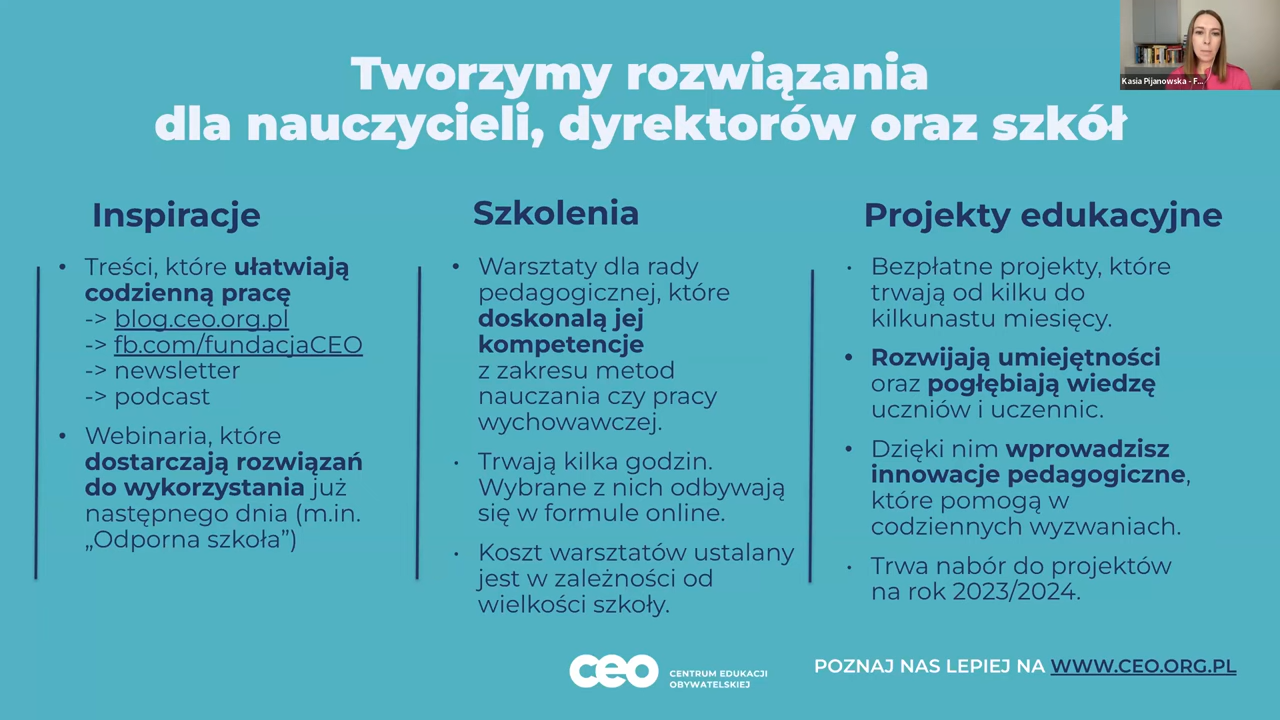 Kasia Pijanowska - F...
Tworzymy rozwiązania
dla nauczycieli, dyrektorów oraz szkół
Inspiracje
• Treści, które ułatwiają
codzienną pracę
-> blog.ceo.org.pl
-> fb.com/fundacjaCEO
-> newsletter
-> podcast
• Webinaria, które
dostarczają rozwiązań
do wykorzystania już
następnego dnia (m.in.
„Odporna szkoła”)
Szkolenia
• Warsztaty dla rady
pedagogicznej, które
doskonalą jej
kompetencje
z zakresu metod
nauczania czy pracy
wychowawczej.
• Trwają kilka godzin.
Wybrane z nich odbywają
się w formule online.
• Koszt warsztatów ustalany
jest w zależności od
wielkości szkoły.
Projekty edukacyjne
• Bezpłatne projekty, które
trwają od kilku do
kilkunastu miesięcy.
• Rozwijają umiejętności
oraz pogłębiają wiedzę
uczniów i uczennic.
• Dzięki nim wprowadzisz
innowacje pedagogiczne,
które pomogą w
codziennych wyzwaniach.
• Trwa nabór do projektów
na rok 2023/2024.
ceo
CENTRUM EDUKACJI
OBYWATELSKIEJ
POZNAJ NAS LEPIEJ NA WWW.CEO.ORG.PL